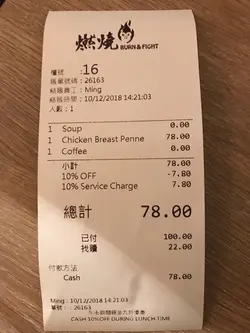 燃燒
BURN & FIGHT
檯號 :16
賬單號碼 :26163
結賬員工 :Ming
結賬時間 :10/12/2018 14:21:03
人數 :1
1 Soup 0.00
1 Chicken Breast Penne 78.00
1 Coffee 0.00
小計 78.00
10% OFF -7.80
10% Service Charge 7.80
總計 78.00
已付 100.00
找贖 22.00
付款方法
Cash 78.00
Ming : 10/12/2018 14:21:03
單號 :26163
CASH 10%OFF DURING LUNCH TIME